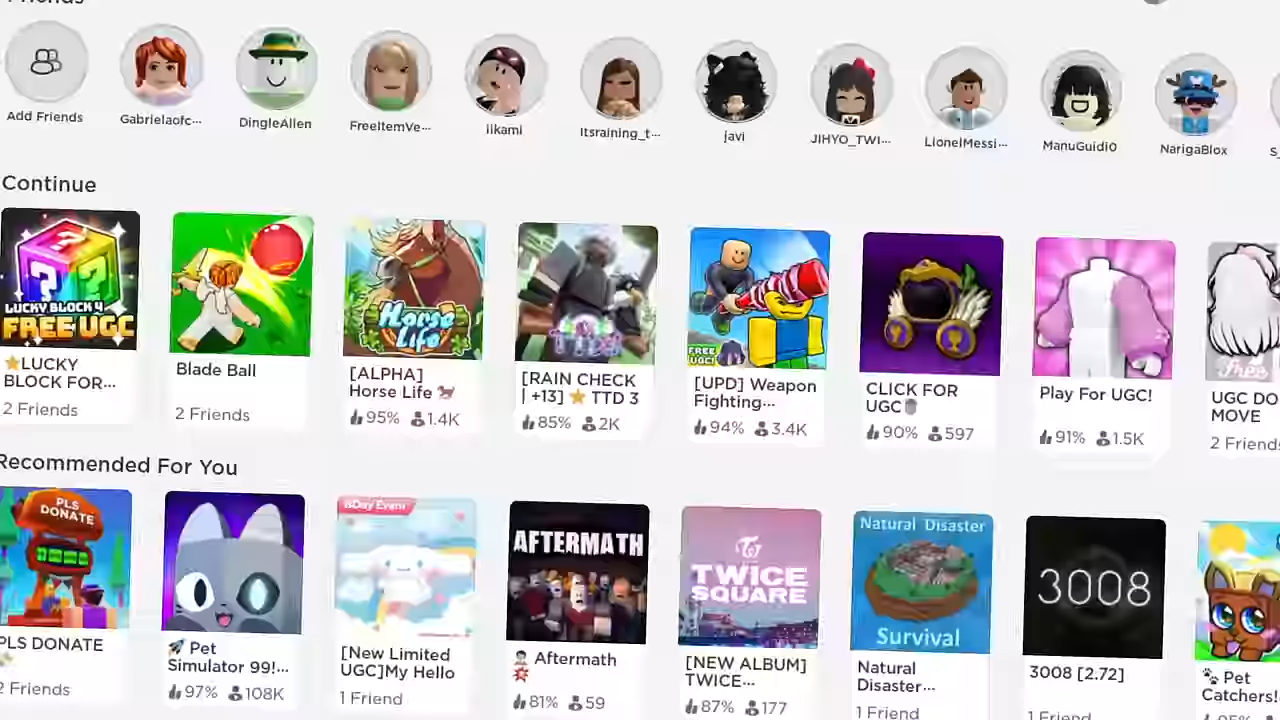 Friends
Add Friends
Gabrielaofc...
DingleAllen
FreeItemVe...
iikami
Itsraining_t...
javi
JIHYO_TWI...
LionelMessi...
ManuGuidi0
NarigaBlox
Continue
LUCKY BLOCK 4
FREE UGC
Horse
Life
FREE
UGC!
free
⭐LUCKY
BLOCK FOR...
2 Friends
Blade Ball
2 Friends
[ALPHA]
Horse Life 🐎
95% 1.4K
[RAIN CHECK
| +13] ⭐ TTD 3
85% 2K
[UPD] Weapon
Fighting...
94% 3.4K
CLICK FOR
UGC
90% 597
Play For UGC!
91% 1.5K
UGC DO
MOVE
2 Friends
Recommended For You
PLS
DONATE
AFTERMATH
TWICE
SQUARE
Natural Disaster
Survival
3008
PLS DONATE
2 Friends
🚀 Pet
Simulator 99!...
97% 108K
[New Limited
UGC]My Hello
1 Friend
Aftermath
💥
81% 59
[NEW ALBUM]
TWICE...
87% 177
Natural
Disaster...
1 Friend
3008 [2.72]
1 Friend
🐾 Pet
Catchers!
95%